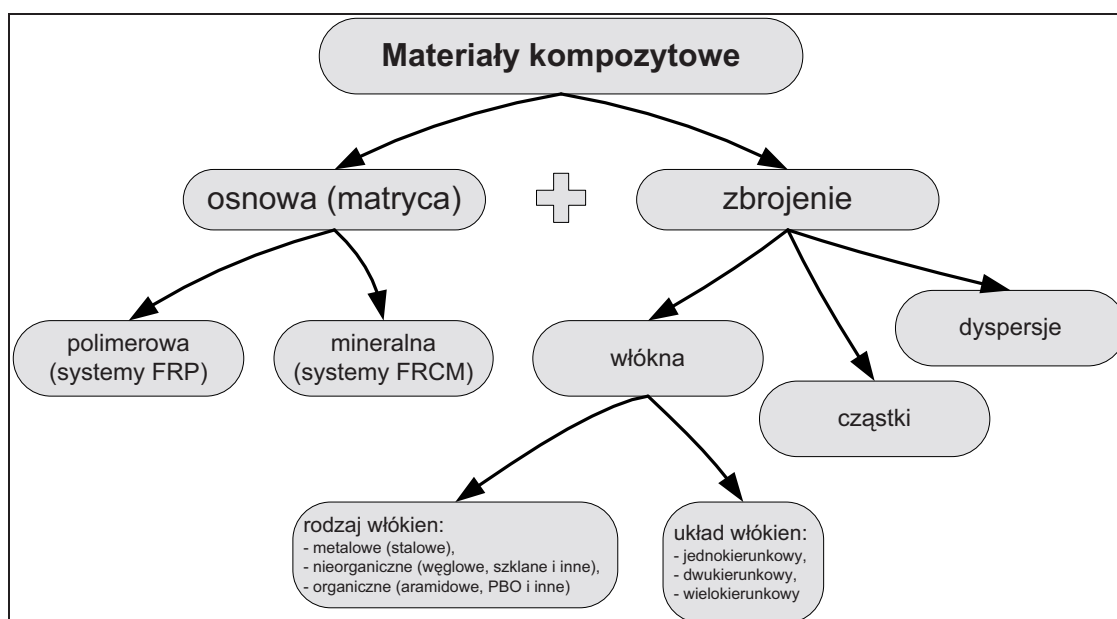 Materiały kompozytowe
osnowa (matryca)
zbrojenie
polimerowa
(systemy FRP)
mineralna
(systemy FRCM)
włókna
cząstki
dyspersje
rodzaj włókien:
- metalowe (stalowe),
- nieorganiczne (węglowe, szklane i inne),
- organiczne (aramidowe, PBO i inne)
układ włókien:
- jednokierunkowy,
- dwukierunkowy,
- wielokierunkowy